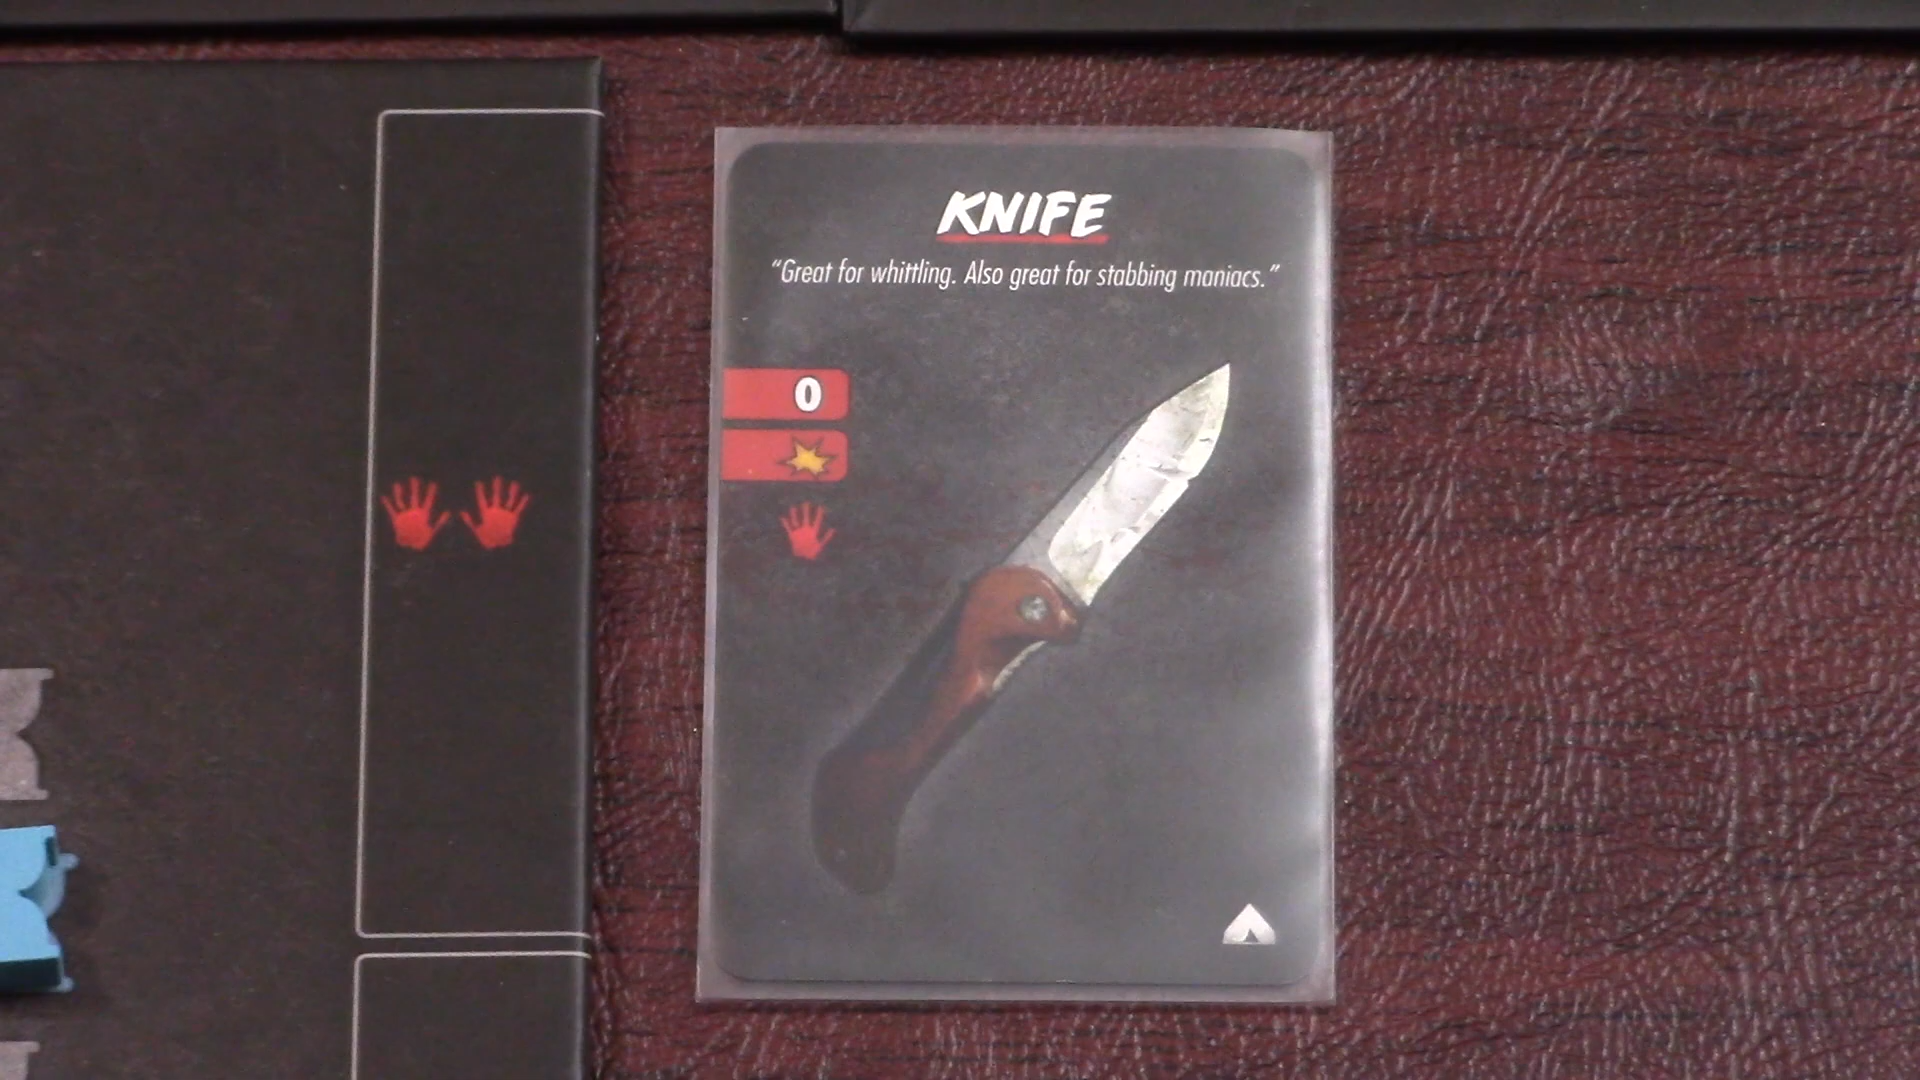 KNIFE
“Great for whittling. Also great for stabbing maniacs.”
0